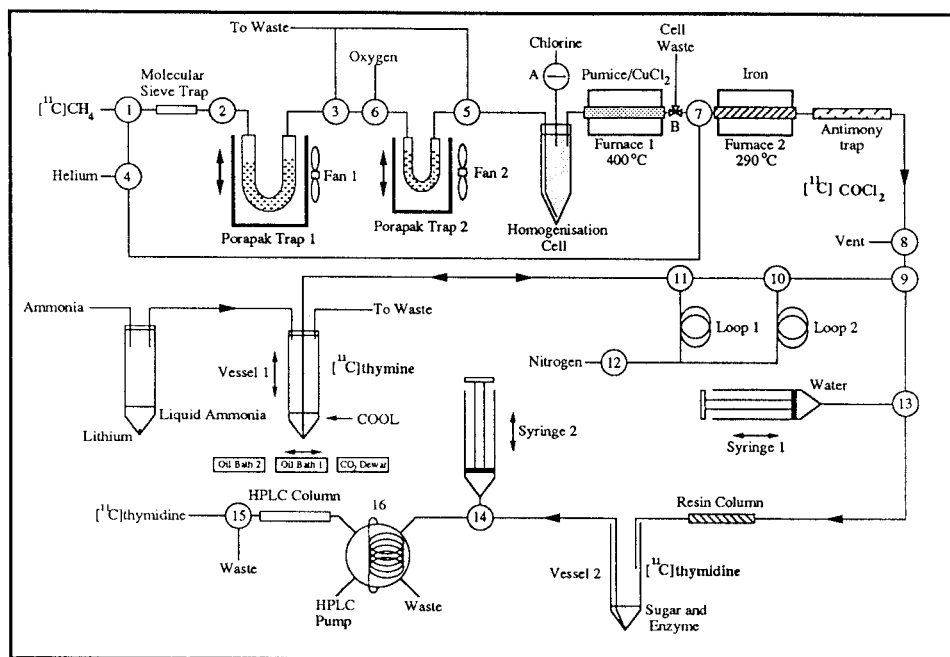 To Waste
Oxygen
Chlorine
Cell
Waste
Molecular
Sieve Trap
A
Pumice/CuCl2
Iron
[11C]CH4
1
2
3
6
5
B
7
Furnace 1
400 °C
Furnace 2
290 °C
Antimony
trap
Helium
4
Fan 1
Fan 2
Porapak Trap 1
Porapak Trap 2
Homogenisation
Cell
[11C] COCl2
Vent
8
11
10
9
Ammonia
To Waste
Loop 1
Loop 2
Vessel 1
[11C]thymine
Nitrogen
12
Water
Liquid Ammonia
COOL
Lithium
Syringe 2
13
Syringe 1
Oil Bath 2
Oil Bath 1
CO2 Dewar
HPLC Column
16
Resin Column
[11C]thymidine
15
14
Waste
Vessel 2
[11C]thymidine
HPLC
Pump
Waste
Sugar and
Enzyme